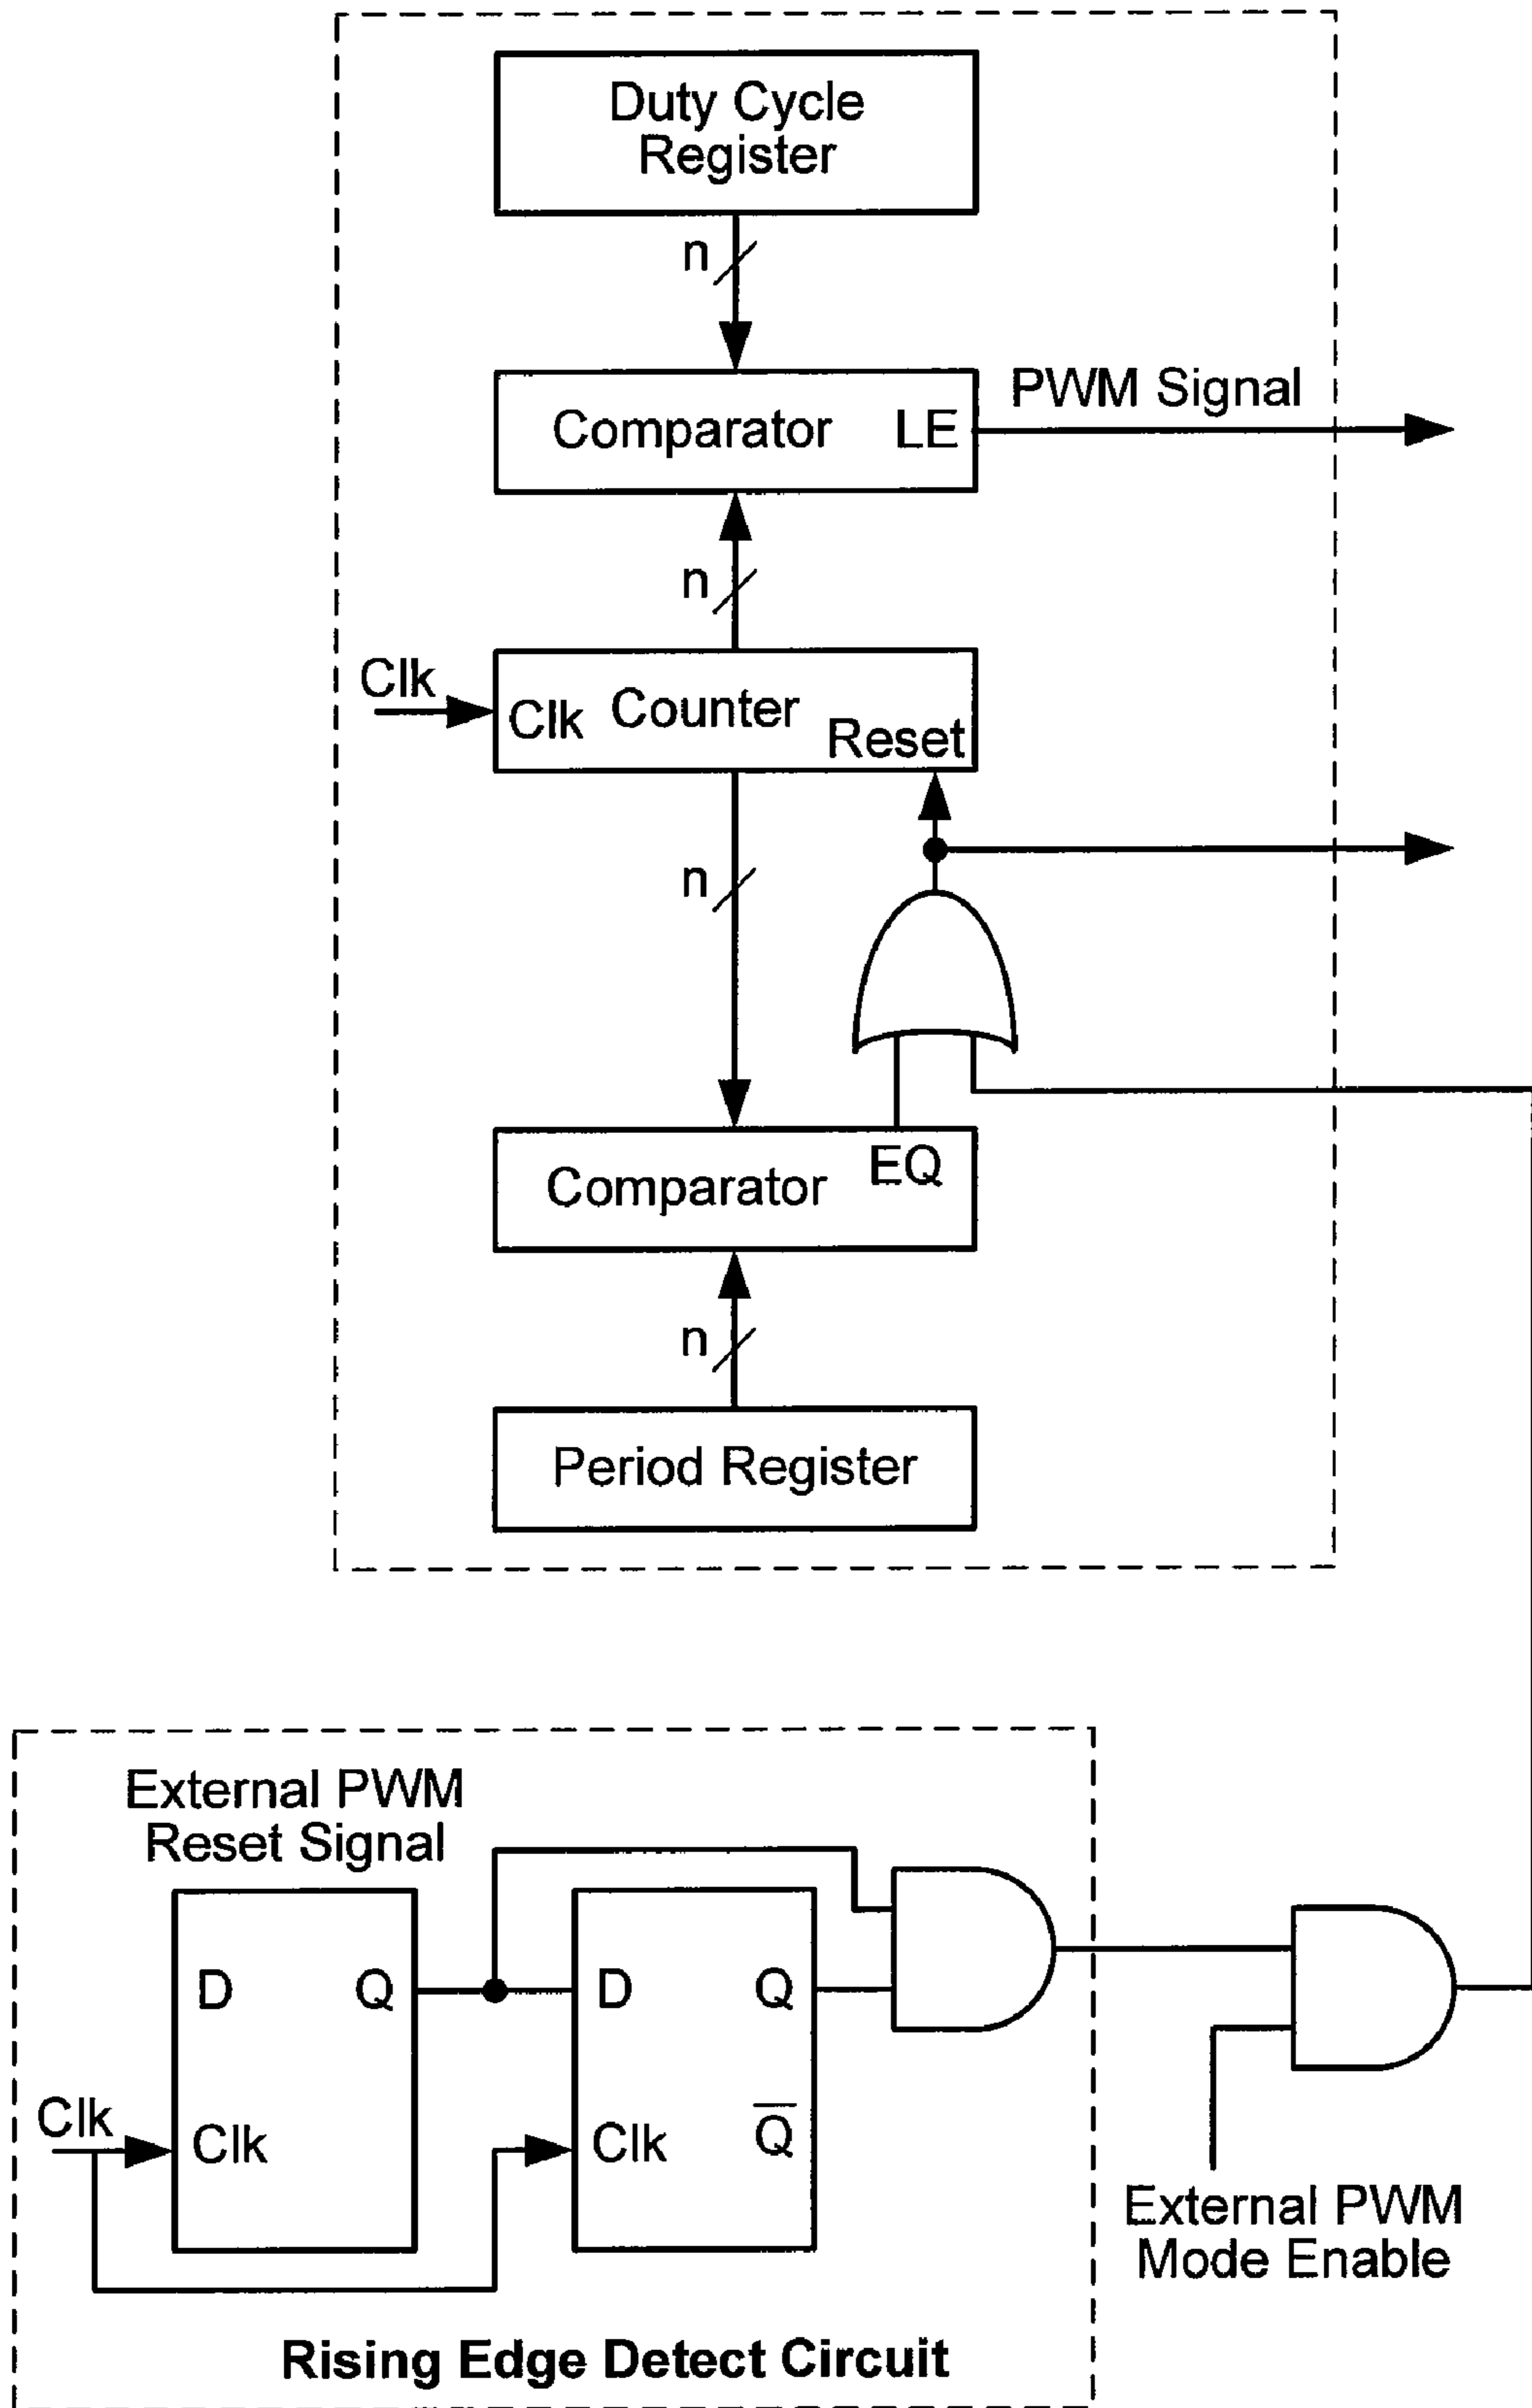 Duty Cycle
Register
n
Comparator LE
PWM Signal
n
Clk
Clk Counter
Reset
n
EQ
Comparator
n
Period Register
External PWM
Reset Signal
D Q
D Q
Clk
Clk
Clk Q̅
External PWM
Mode Enable
Rising Edge Detect Circuit